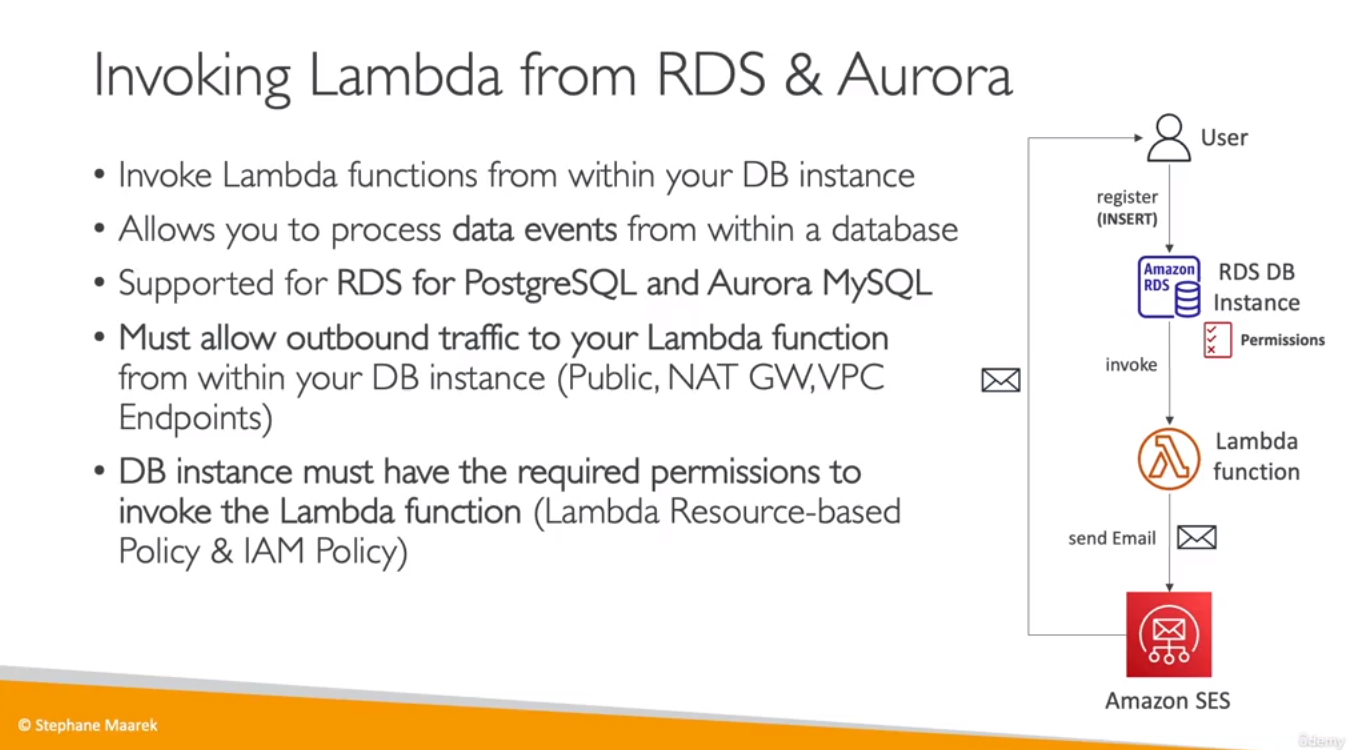 Invoking Lambda from RDS & Aurora
• Invoke Lambda functions from within your DB instance
• Allows you to process data events from within a database
• Supported for RDS for PostgreSQL and Aurora MySQL
• Must allow outbound traffic to your Lambda function
from within your DB instance (Public, NAT GW, VPC
Endpoints)
• DB instance must have the required permissions to
invoke the Lambda function (Lambda Resource-based
Policy & IAM Policy)
User
register
(INSERT)
Amazon
RDS
RDS DB
Instance
Permissions
invoke
Lambda
function
send Email
Amazon SES
© Stephane Maarek
ûdemy